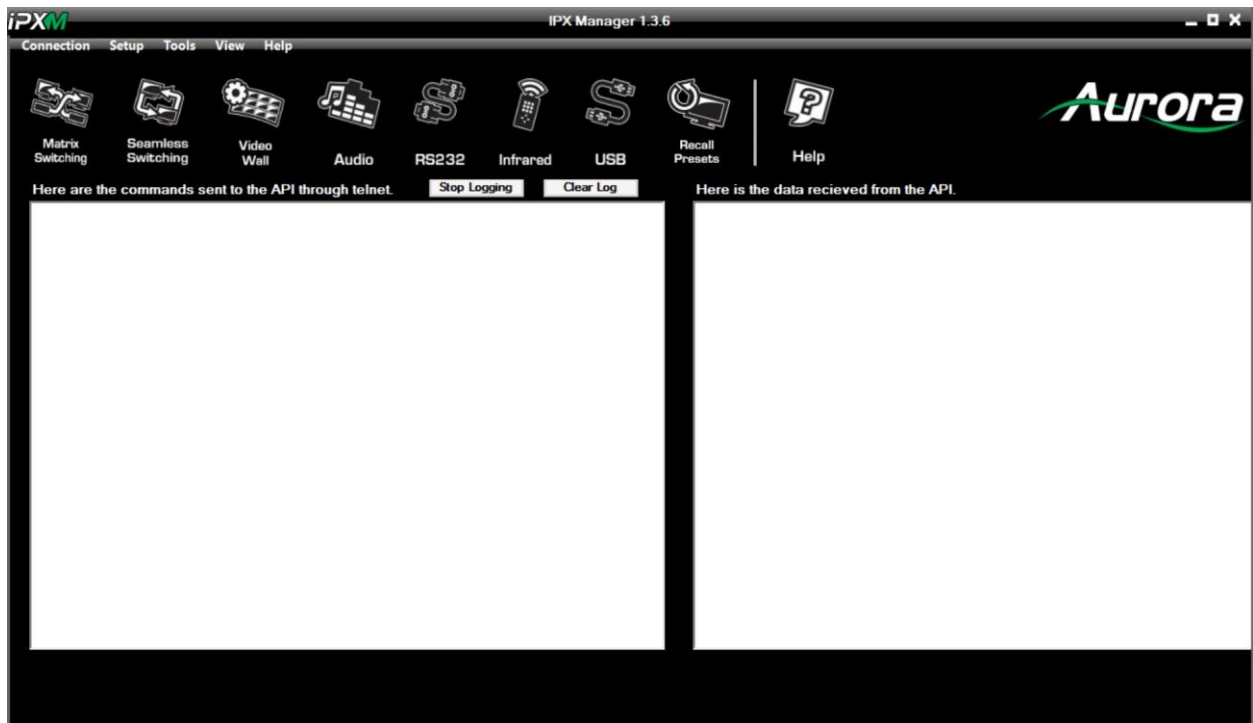 iPXM
IPX Manager 1.3.6
Connection Setup Tools View Help
Matrix
Switching
Seamless
Switching
Video
Wall
Audio
RS232
Infrared
USB
Recall
Presets
Help
Aurora
Here are the commands sent to the API through telnet.
Stop Logging
Clear Log
Here is the data recieved from the API.